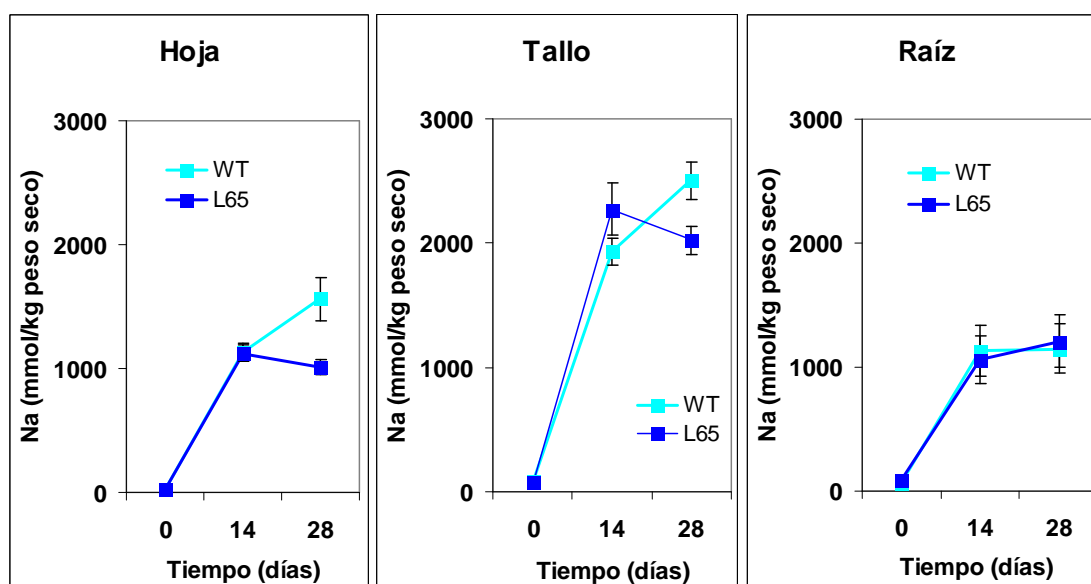 Hoja
3000
2000
1000
0
Na (mmol/kg peso seco)
WT
L65
0 14 28
Tiempo (días)
Tallo
3000
2000
1000
0
Na (mmol/kg peso seco)
WT
L65
0 14 28
Tiempo (días)
Raíz
3000
2000
1000
0
Na (mmol/kg peso seco)
WT
L65
0 14 28
Tiempo (días)